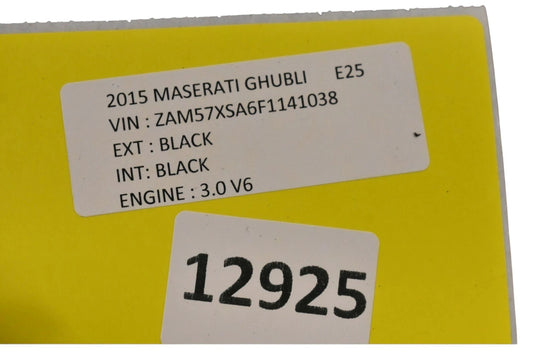 2015 MASERATI GHUBLI E25
VIN : ZAM57XSA6F1141038
EXT : BLACK
INT: BLACK
ENGINE : 3.0 V6
12925